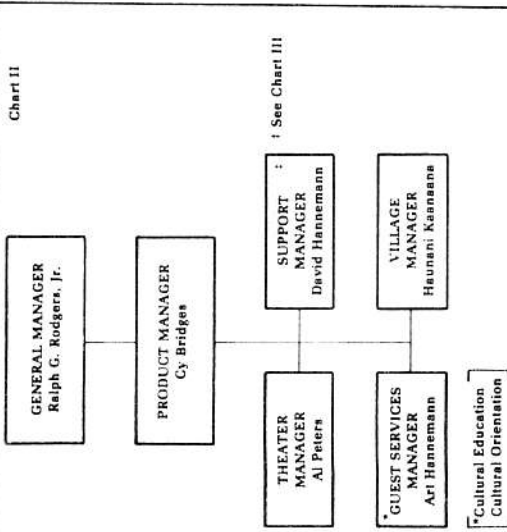 Chart II
GENERAL MANAGER
Ralph G. Rodgers, Jr.
PRODUCT MANAGER
Cy Bridges
THEATER
MANAGER
Al Peters
SUPPORT ‡
MANAGER
David Hannemann
‡ See Chart III
*GUEST SERVICES
MANAGER
Art Hannemann
VILLAGE
MANAGER
Haunani Kaanaana
*Cultural Education
Cultural Orientation